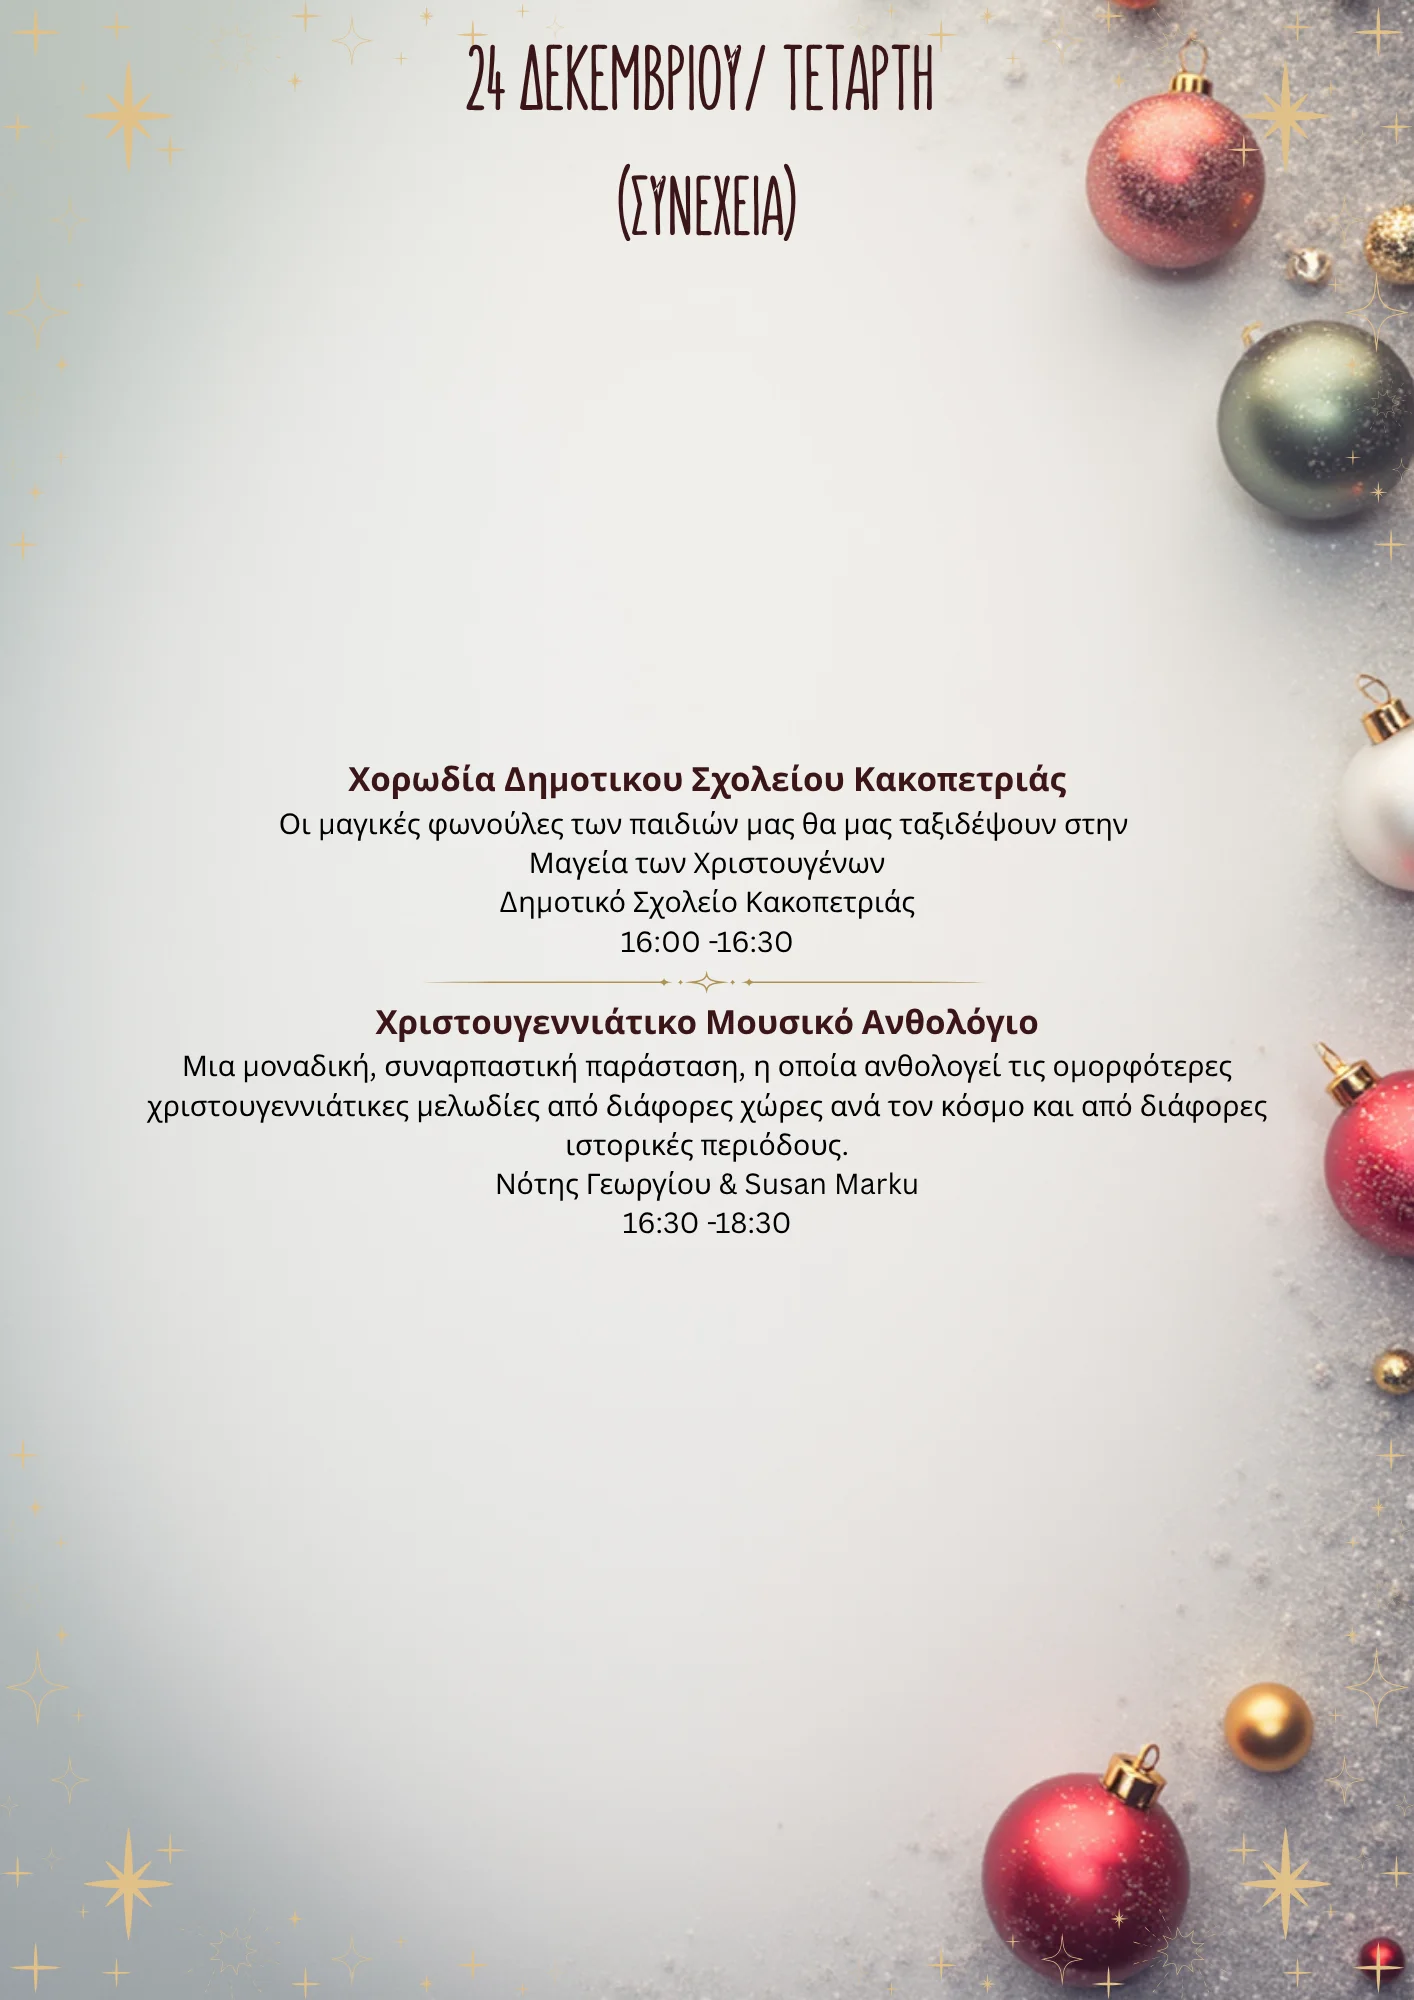 24 ΔΕΚΕΜΒΡΙΟΥ/ ΤΕΤΑΡΤΗ
(ΣΥΝΕΧΕΙΑ)
Χορωδία Δημοτικου Σχολείου Κακοπετριάς
Οι μαγικές φωνούλες των παιδιών μας θα μας ταξιδέψουν στην
Μαγεία των Χριστουγένων
Δημοτικό Σχολείο Κακοπετριάς
16:00 -16:30
Χριστουγεννιάτικο Μουσικό Ανθολόγιο
Μια μοναδική, συναρπαστική παράσταση, η οποία ανθολογεί τις ομορφότερες
χριστουγεννιάτικες μελωδίες από διάφορες χώρες ανά τον κόσμο και από διάφορες
ιστορικές περιόδους.
Νότης Γεωργίου & Susan Marku
16:30 -18:30